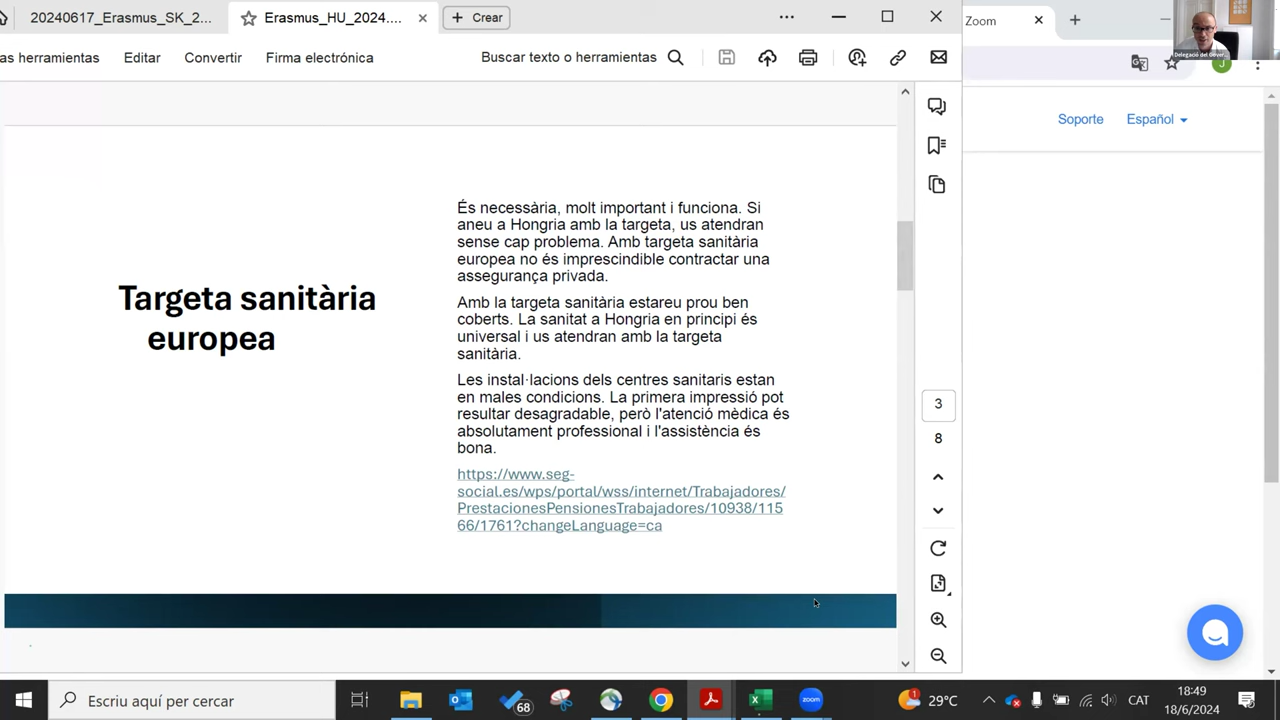 20240617_Erasmus_SK_2...
Erasmus_HU_2024....
Crear
Zoom
as herramientas
Editar
Convertir
Firma electrónica
Buscar texto o herramientas
J
Soporte
Español
Targeta sanitària
europea
És necessària, molt important i funciona. Si
aneu a Hongria amb la targeta, us atendran
sense cap problema. Amb targeta sanitària
europea no és imprescindible contractar una
assegurança privada.
Amb la targeta sanitària estareu prou ben
coberts. La sanitat a Hongria en principi és
universal i us atendran amb la targeta
sanitària.
Les instal·lacions dels centres sanitaris estan
en males condicions. La primera impressió pot
resultar desagradable, però l'atenció mèdica és
absolutament professional i l'assistència és
bona.
https://www.seg-
social.es/wps/portal/wss/internet/Trabajadores/
PrestacionesPensionesTrabajadores/10938/115
66/1761?changeLanguage=ca
3
8
Escriu aquí per cercar
68
zoom
1
29°C
CAT
18:49
18/6/2024